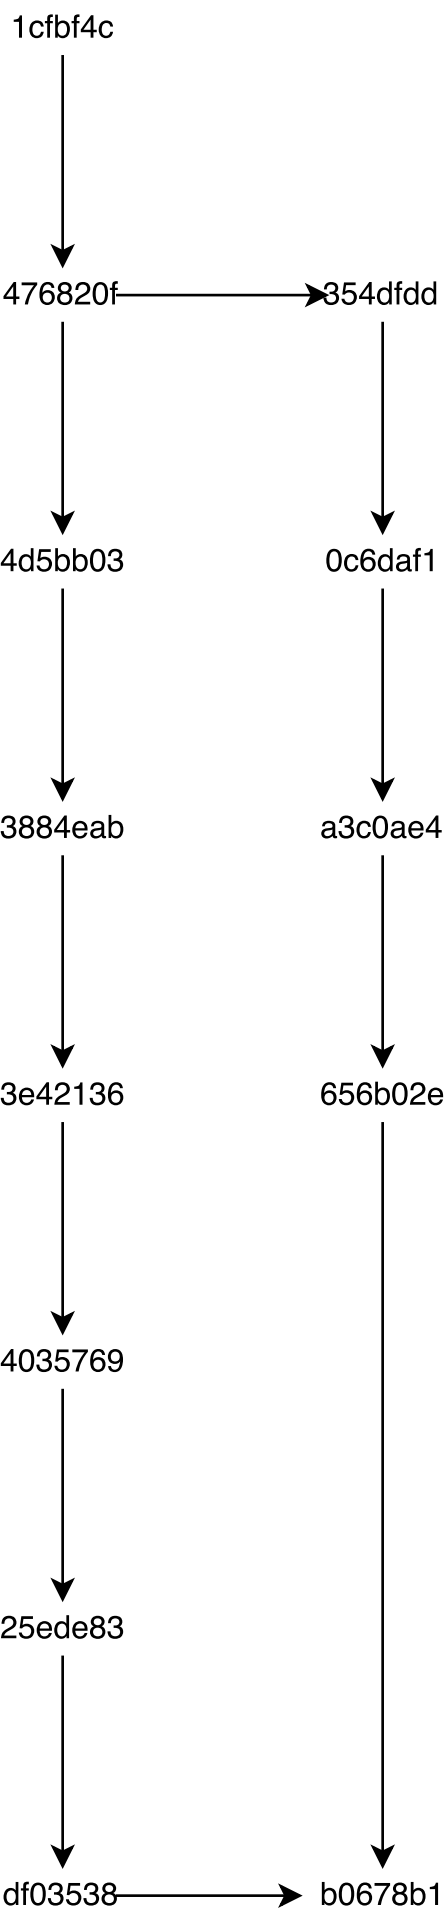 1cfbf4c
476820f 354dfdd
4d5bb03 0c6daf1
3884eab a3c0ae4
3e42136 656b02e
4035769
25ede83
df03538 b0678b1